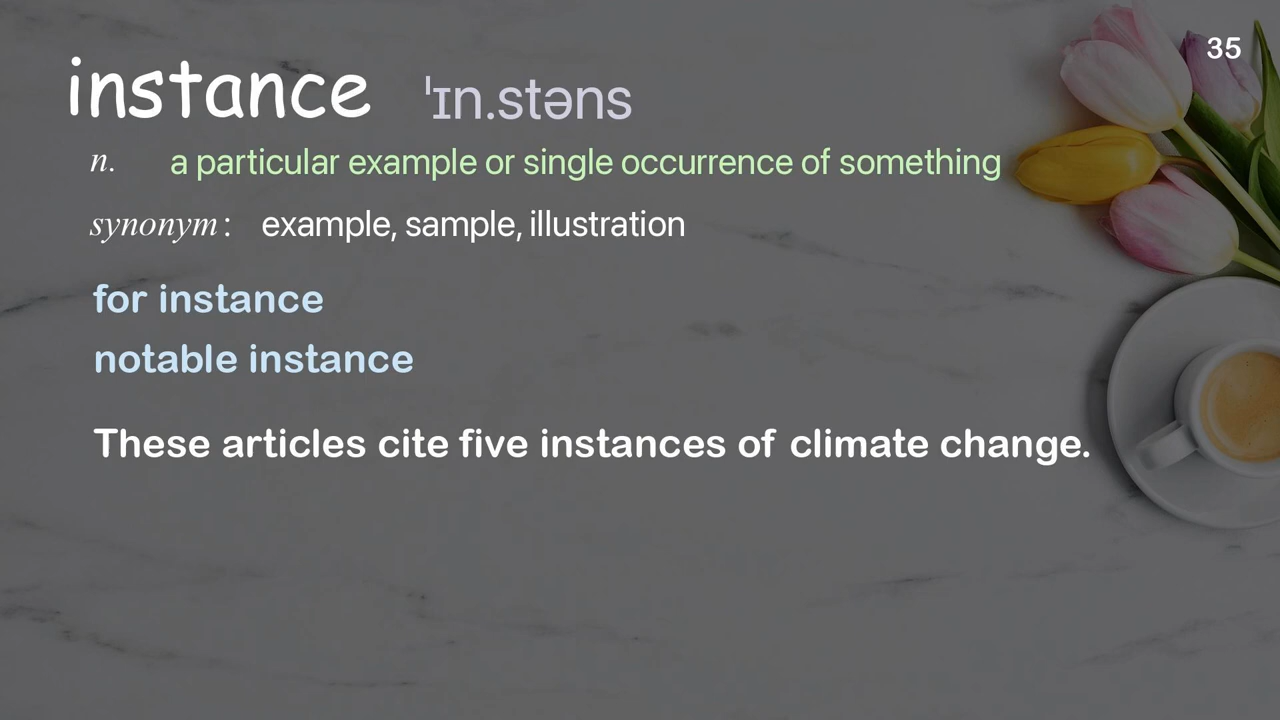 35
instance ˈɪn.stəns
n. a particular example or single occurrence of something
synonym: example, sample, illustration
for instance
notable instance
These articles cite five instances of climate change.